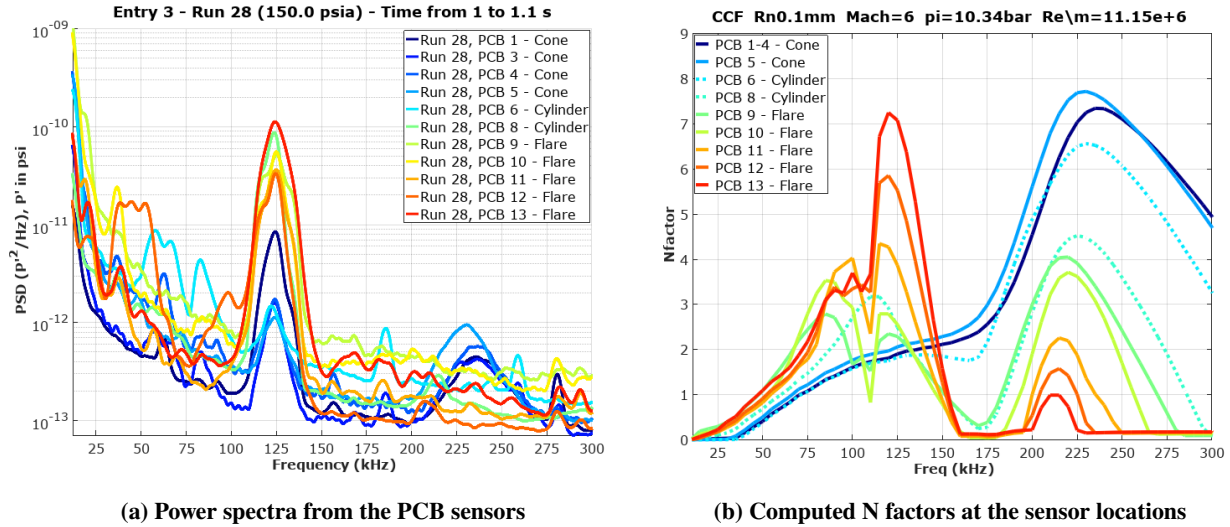 Entry 3 - Run 28 (150.0 psia) - Time from 1 to 1.1 s
PSD (P'^2/Hz), P' in psi
10^-9
10^-10
10^-11
10^-12
10^-13
25 50 75 100 125 150 175 200 225 250 275 300
Frequency (kHz)
Run 28, PCB 1 - Cone
Run 28, PCB 3 - Cone
Run 28, PCB 4 - Cone
Run 28, PCB 5 - Cone
Run 28, PCB 6 - Cylinder
Run 28, PCB 8 - Cylinder
Run 28, PCB 9 - Flare
Run 28, PCB 10 - Flare
Run 28, PCB 11 - Flare
Run 28, PCB 12 - Flare
Run 28, PCB 13 - Flare
(a) Power spectra from the PCB sensors
CCF Rn0.1mm Mach=6 pi=10.34bar Re\m=11.15e+6
Nfactor
9
8
7
6
5
4
3
2
1
0
25 50 75 100 125 150 175 200 225 250 275 300
Freq (kHz)
PCB 1-4 - Cone
PCB 5 - Cone
PCB 6 - Cylinder
PCB 8 - Cylinder
PCB 9 - Flare
PCB 10 - Flare
PCB 11 - Flare
PCB 12 - Flare
PCB 13 - Flare
(b) Computed N factors at the sensor locations